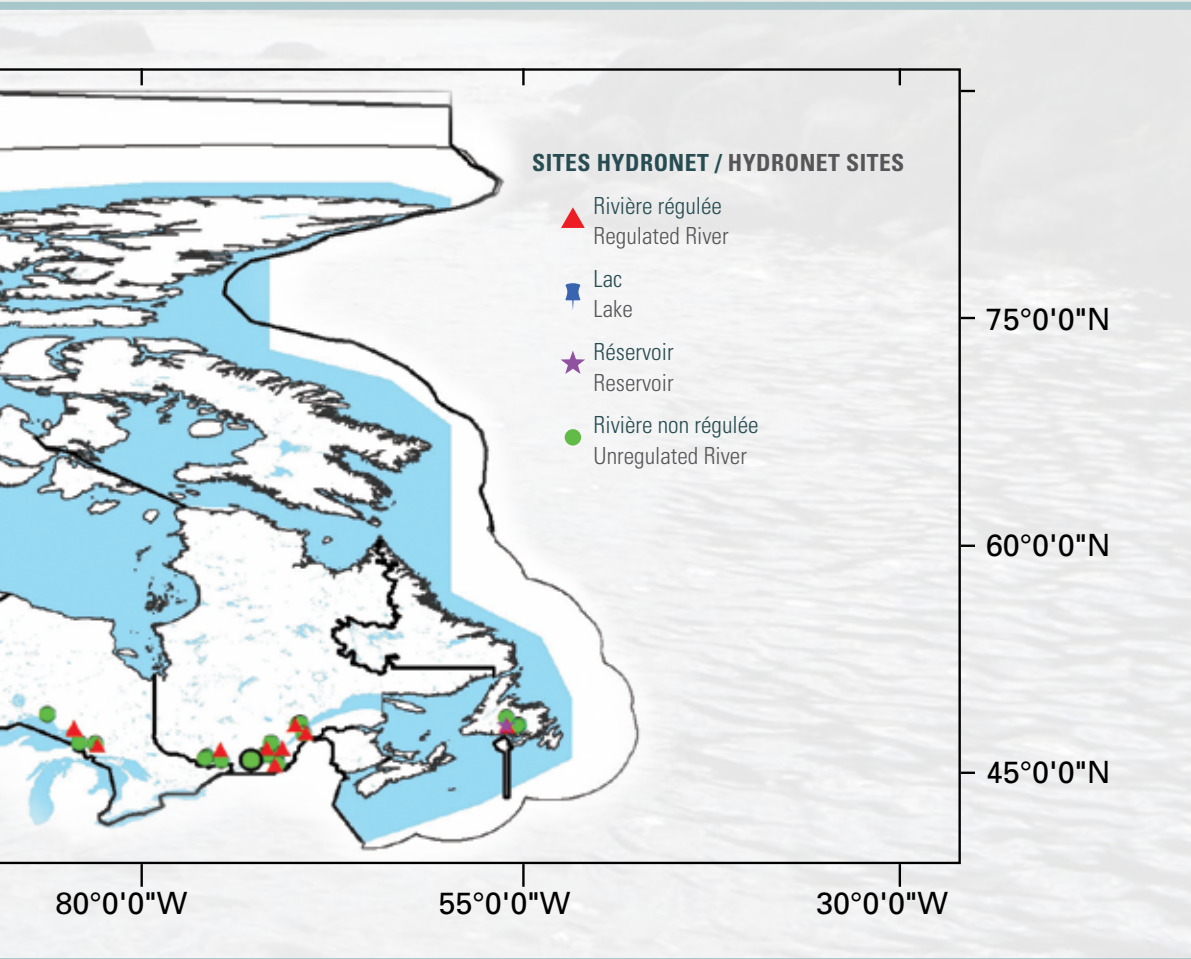 SITES HYDRONET / HYDRONET SITES
Rivière régulée
Regulated River
Lac
Lake
Réservoir
Reservoir
Rivière non régulée
Unregulated River
75°0'0"N
60°0'0"N
45°0'0"N
80°0'0"W
55°0'0"W
30°0'0"W